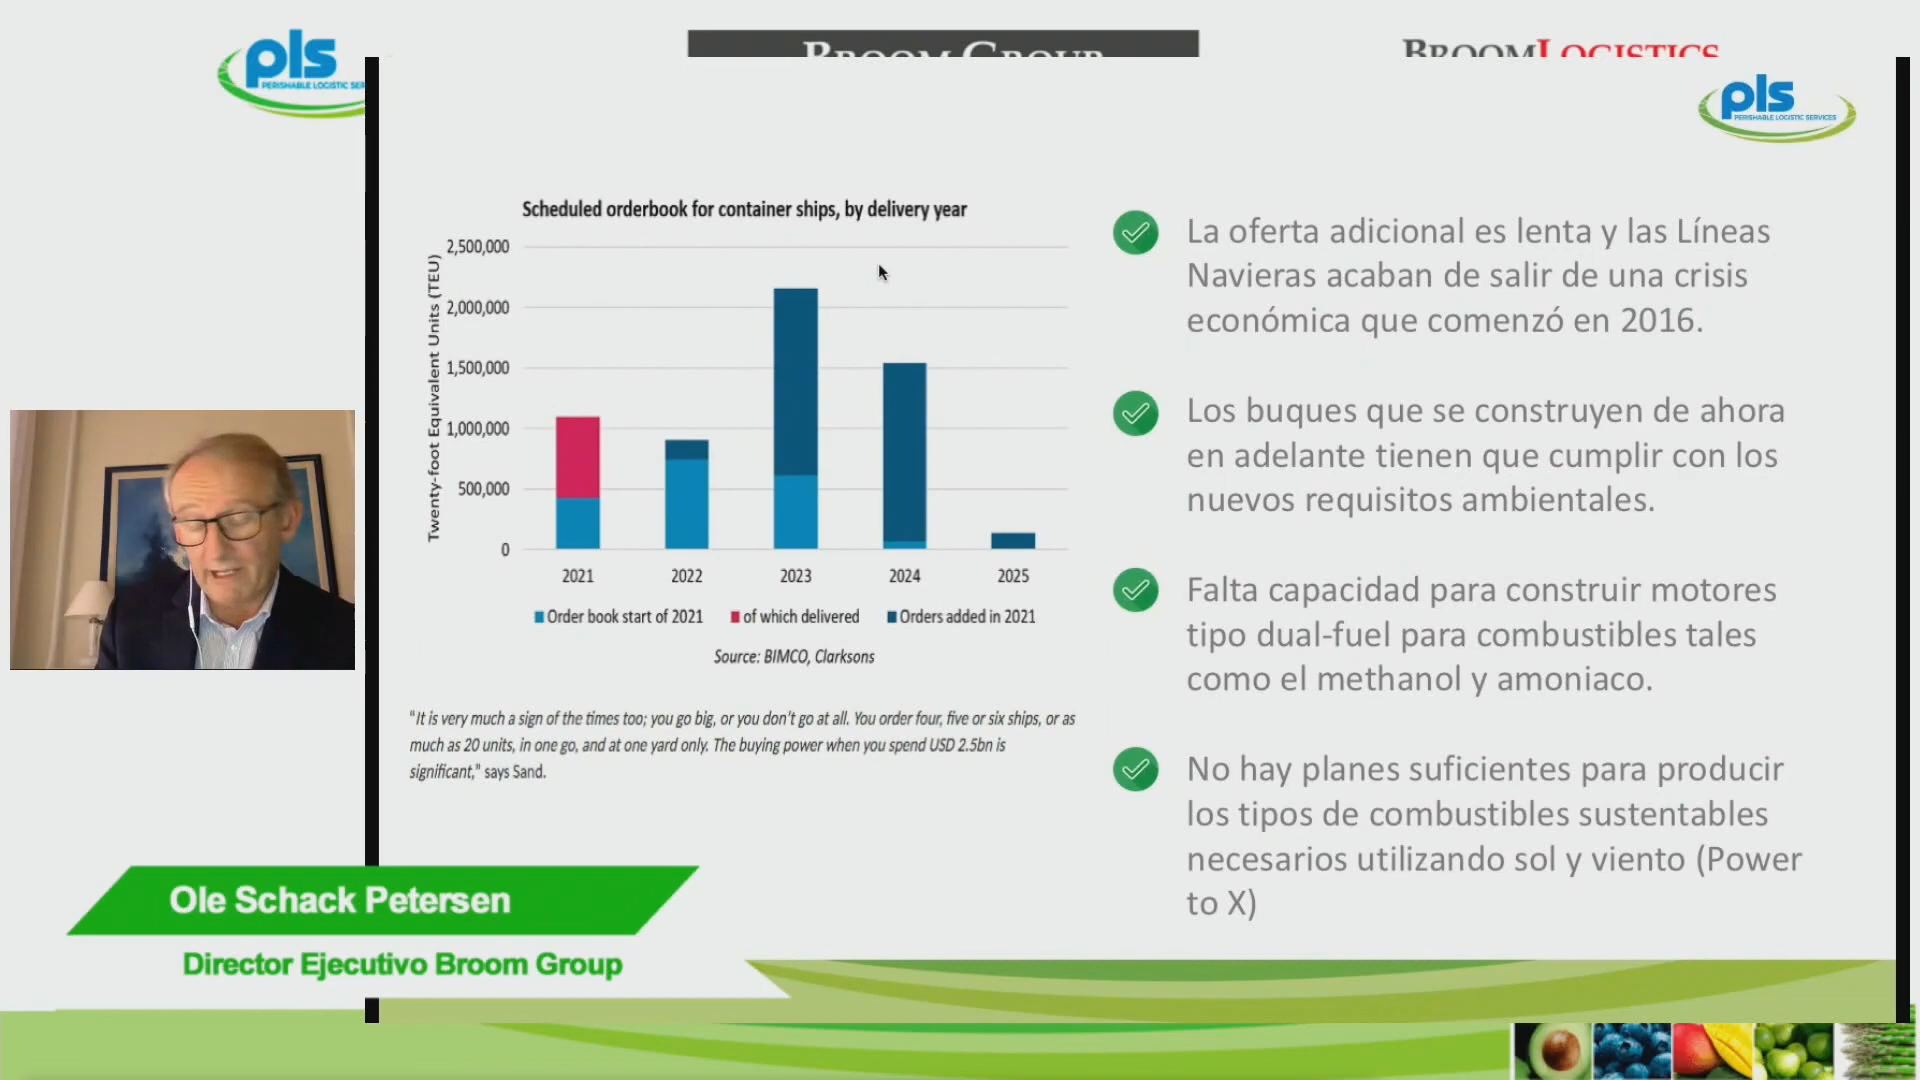 pls
PERISHABLE LOGISTIC SER
BROOM GROUP
BROOMLOGISTICS
pls
PERISHABLE LOGISTIC SERVICES
Scheduled orderbook for container ships, by delivery year
Twenty-foot Equivalent Units (TEU)
2,500,000
2,000,000
1,500,000
1,000,000
500,000
0
2021 2022 2023 2024 2025
Order book start of 2021 of which delivered Orders added in 2021
Source: BIMCO, Clarksons
"It is very much a sign of the times too; you go big, or you don't go at all. You order four, five or six ships, or as
much as 20 units, in one go, and at one yard only. The buying power when you spend USD 2.5bn is
significant," says Sand.
La oferta adicional es lenta y las Líneas
Navieras acaban de salir de una crisis
económica que comenzó en 2016.
Los buques que se construyen de ahora
en adelante tienen que cumplir con los
nuevos requisitos ambientales.
Falta capacidad para construir motores
tipo dual-fuel para combustibles tales
como el methanol y amoniaco.
No hay planes suficientes para producir
los tipos de combustibles sustentables
necesarios utilizando sol y viento (Power
to X)
Ole Schack Petersen
Director Ejecutivo Broom Group